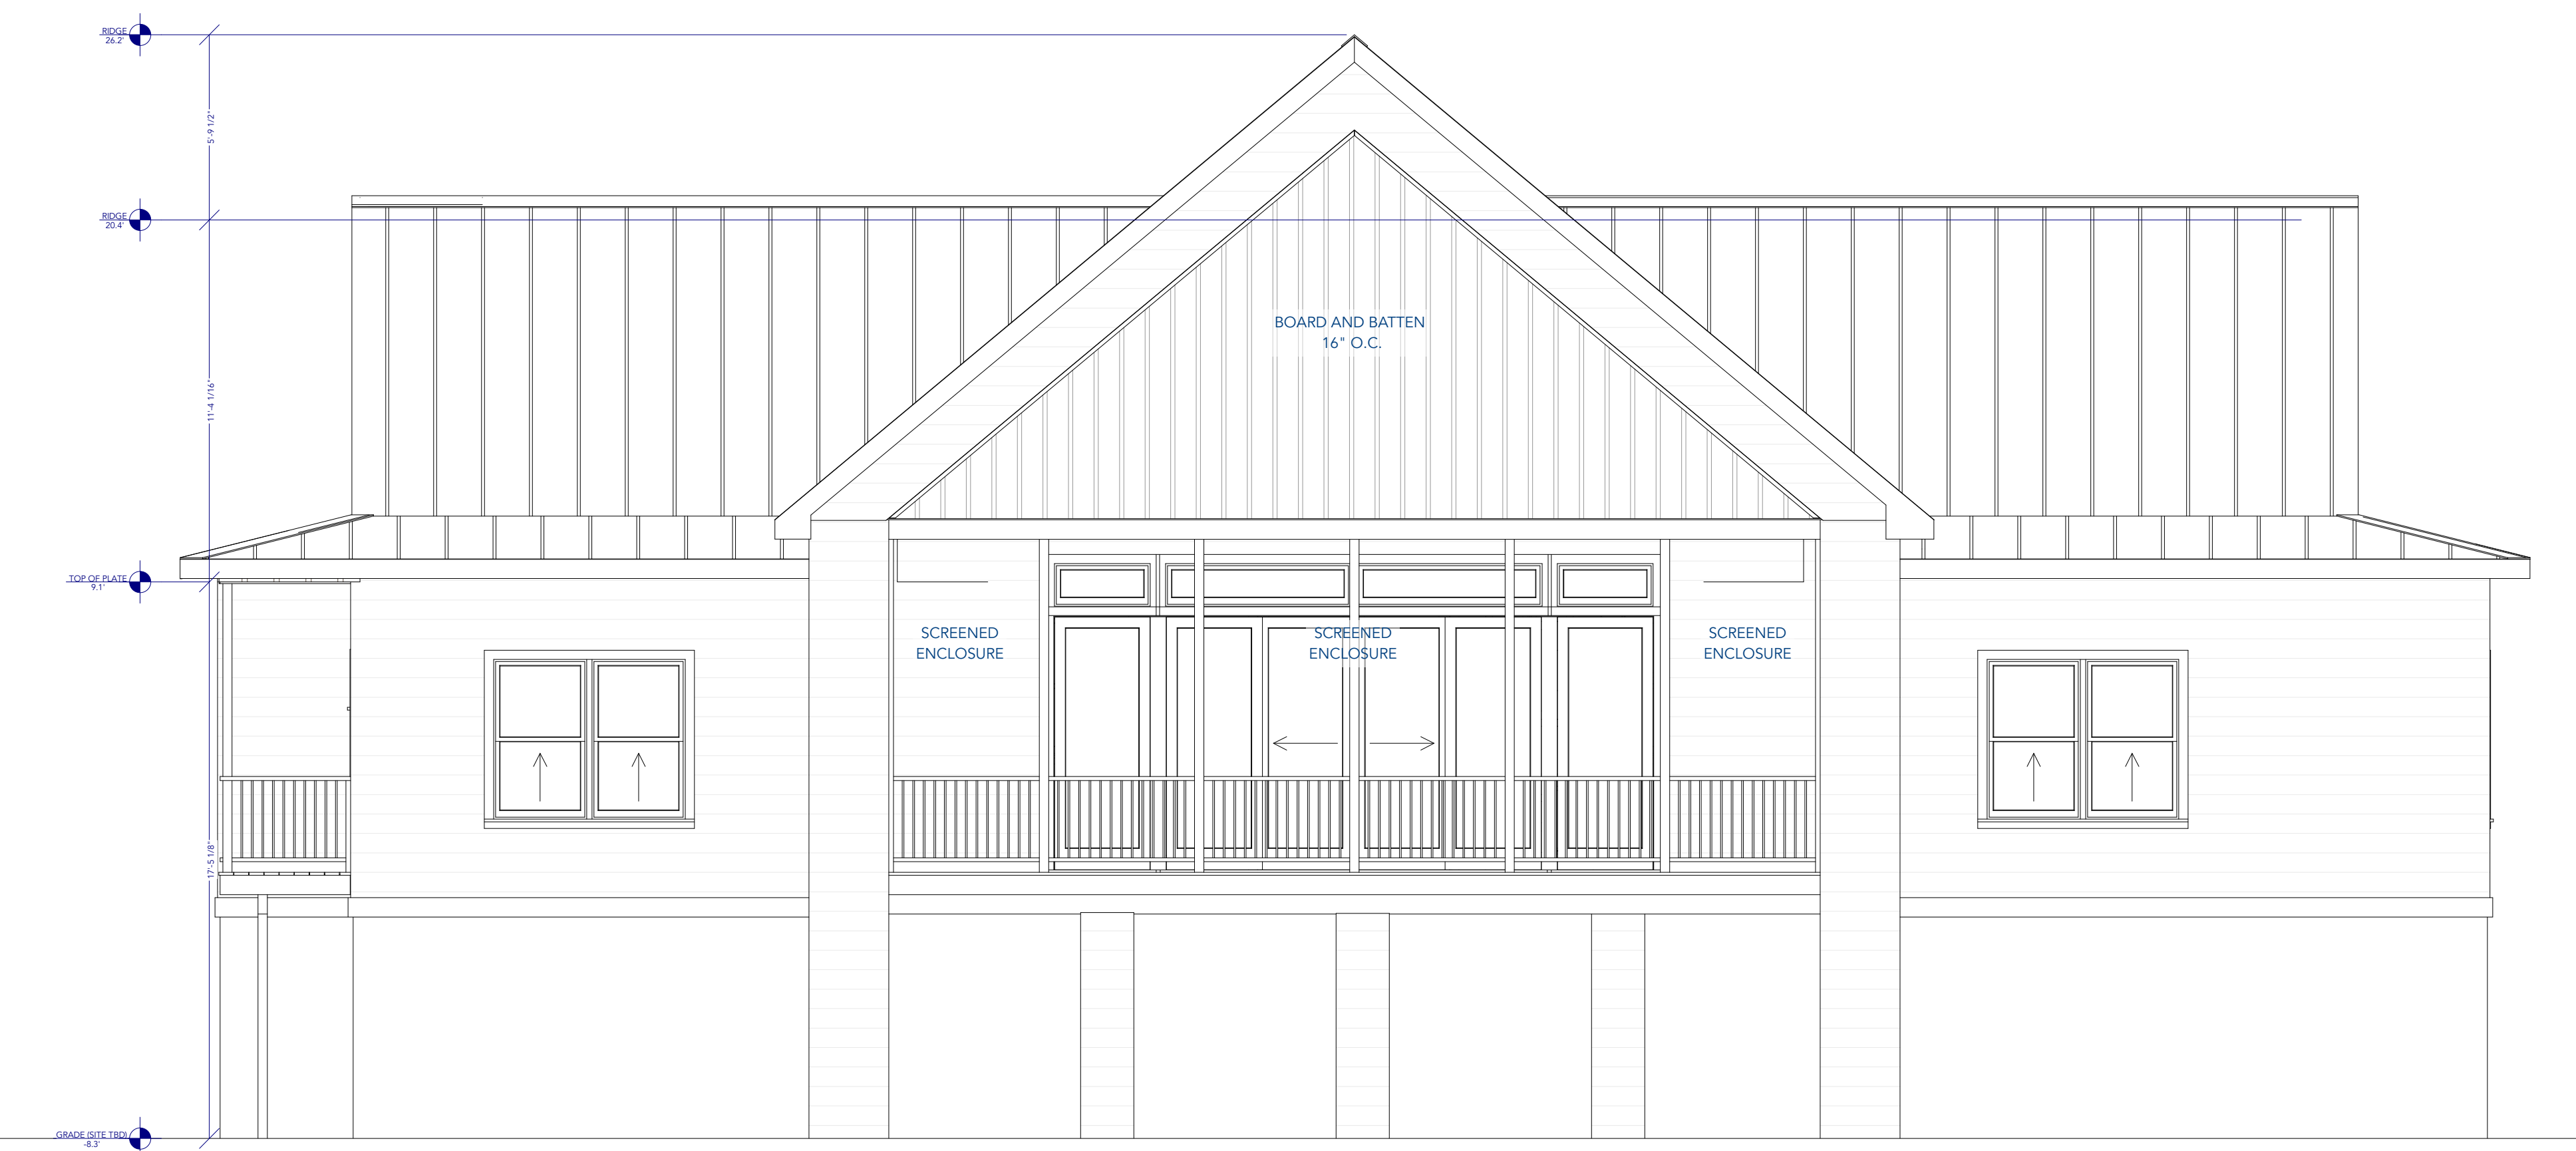 RIDGE
26.2'
5'-9 1/2"
RIDGE
20.4'
BOARD AND BATTEN
16" O.C.
11'-4 1/16"
TOP OF PLATE
9.1'
SCREENED
ENCLOSURE
SCREENED
ENCLOSURE
SCREENED
ENCLOSURE
17'-5 1/8"
GRADE (SITE TBD)
-8.3'